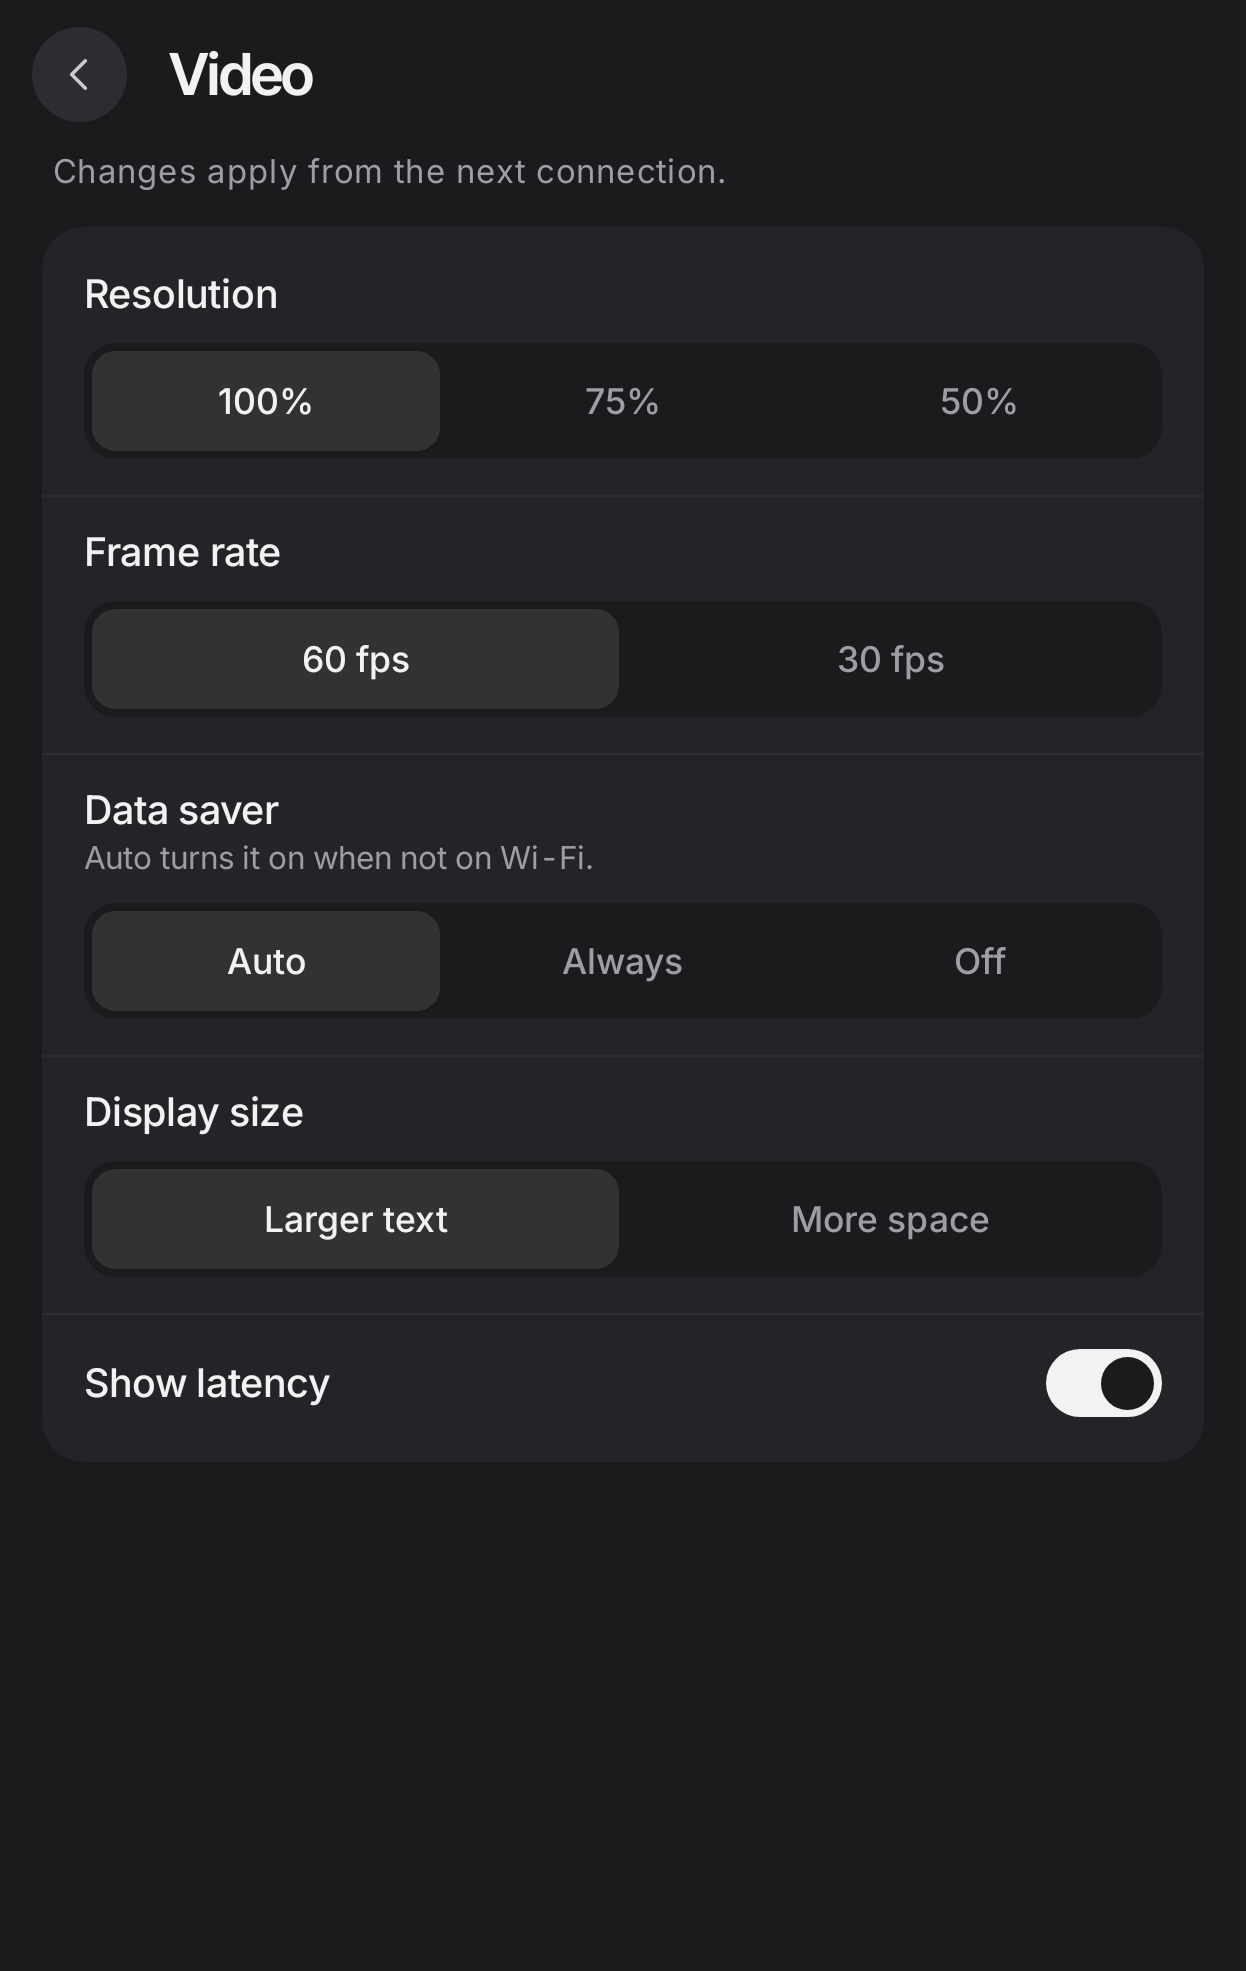 Video
Changes apply from the next connection.
Resolution
100% 75% 50%
Frame rate
60 fps 30 fps
Data saver
Auto turns it on when not on Wi-Fi.
Auto Always Off
Display size
Larger text More space
Show latency